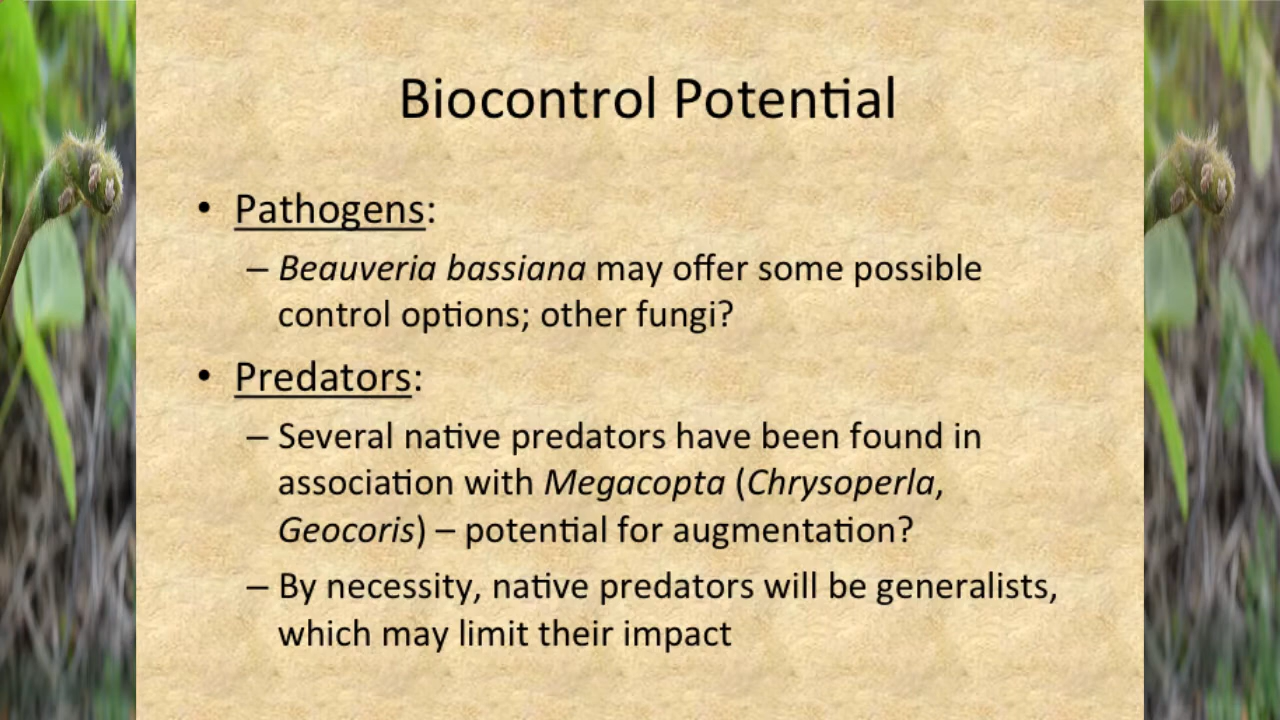 Biocontrol Potential
• Pathogens:
– Beauveria bassiana may offer some possible
control options; other fungi?
• Predators:
– Several native predators have been found in
association with Megacopta (Chrysoperla,
Geocoris) – potential for augmentation?
– By necessity, native predators will be generalists,
which may limit their impact